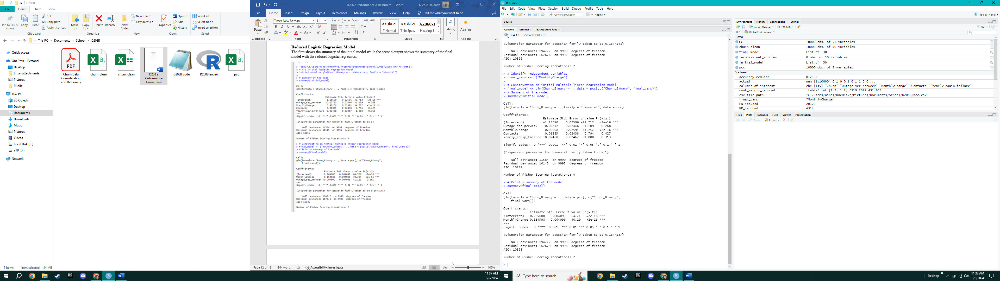 D208B
File Home Share View
Pin to Quick access
Copy
Paste
Cut
Copy path
Paste shortcut
Clipboard
Move to
Copy to
Delete
Rename
Organize
New folder
New item
Easy access
New
Properties
Open
Edit
History
Open
Select all
Select none
Invert selection
Select
This PC > Documents > School > D208B
Quick access
OneDrive - Personal
Desktop
Email attachments
Pictures
Public
This PC
3D Objects
Desktop
Documents
Downloads
Music
Pictures
Videos
Local Disk (C:)
2TB (D:)
Network
Churn Data Consideration and Dictionary
churn_clean
churn_clean
D208 2 Performance Assessment
D208B code
D208B enviro
pcc
7 items 1 item selected 1.44 MB
D208 2 Performance Assessment - Word
Nicole Haibach
File Home Insert Design Layout References Mailings Review View Help Tell me what you want to do
Paste
Clipboard
Times New Roman 11
Font
Paragraph
¶ Normal ¶ No Spac... Heading 1
Styles
Editing
Add-ins
Add-ins
Reduced Logistic Regression Model
The first shows the summary of the initial model while the second output shows the summary of the final
model with the reduced logistic regression.
> load("C:/Users/nshai/OneDrive/Pictures/Documents/School/D208B/D208B enviro.RData")
> # Fit initial logistic regression model
> initial_model <- glm(Churn_Binary ~ ., data = pcc, family = "binomial")
>
> # Summary of the model
> summary(initial_model)
Call:
glm(formula = Churn_Binary ~ ., family = "binomial", data = pcc)
Coefficients:
Estimate Std. Error z value Pr(>|z|)
(Intercept) -1.18650 0.02596 -45.712 <2e-16 ***
Outage_sec_perweek -0.02712 0.02446 -1.109 0.268
MonthlyCharge 0.90208 0.02595 34.757 <2e-16 ***
Contacts 0.01935 0.02438 0.794 0.427
Yearly_equip_failure -0.02488 0.02467 -1.008 0.313
---
Signif. codes: 0 '***' 0.001 '**' 0.01 '*' 0.05 '.' 0.1 ' ' 1
(Dispersion parameter for binomial family taken to be 1)
Null deviance: 11564 on 9999 degrees of freedom
Residual deviance: 10145 on 9995 degrees of freedom
AIC: 10155
Number of Fisher Scoring iterations: 4
> # Constructing an initial multiple linear regression model
> final_model <- glm(Churn_Binary ~ ., data = pcc[,c("Churn_Binary", final_vars)])
> # Print a summary of the model
> summary(final_model)
Call:
glm(formula = Churn_Binary ~ ., data = pcc[, c("Churn_Binary",
final_vars)])
Coefficients:
Estimate Std. Error t value Pr(>|t|)
(Intercept) 0.265000 0.004095 64.708 <2e-16 ***
MonthlyCharge 0.164682 0.004096 40.204 <2e-16 ***
Outage_sec_perweek -0.004600 0.004096 -1.123 0.261
---
Signif. codes: 0 '***' 0.001 '**' 0.01 '*' 0.05 '.' 0.1 ' ' 1
(Dispersion parameter for gaussian family taken to be 0.1677143)
Null deviance: 1947.7 on 9999 degrees of freedom
Residual deviance: 1676.6 on 9997 degrees of freedom
AIC: 10529
Number of Fisher Scoring iterations: 2
13
Page 12 of 16 1944 words Accessibility: Investigate 100%
RStudio
File Edit Code View Plots Session Build Debug Profile Tools Help
Go to file/function Addins Project: (None)
Source
Console Terminal Background Jobs
R 4.3.2 · ~/School/D208B/
(Dispersion parameter for gaussian family taken to be 0.1677143)
Null deviance: 1947.7 on 9999 degrees of freedom
Residual deviance: 1676.6 on 9997 degrees of freedom
AIC: 10529
Number of Fisher Scoring iterations: 2
> # Identify independent variables
> final_vars <- c("MonthlyCharge")
>
> # Constructing an initial multiple linear regression model
> final_model <- glm(Churn_Binary ~ ., data = pcc[,c("Churn_Binary", final_vars)])
> # Summary of the model
> summary(initial_model)
Call:
glm(formula = Churn_Binary ~ ., family = "binomial", data = pcc)
Coefficients:
Estimate Std. Error z value Pr(>|z|)
(Intercept) -1.18650 0.02596 -45.712 <2e-16 ***
Outage_sec_perweek -0.02712 0.02446 -1.109 0.268
MonthlyCharge 0.90208 0.02595 34.757 <2e-16 ***
Contacts 0.01935 0.02438 0.794 0.427
Yearly_equip_failure -0.02488 0.02467 -1.008 0.313
---
Signif. codes: 0 '***' 0.001 '**' 0.01 '*' 0.05 '.' 0.1 ' ' 1
(Dispersion parameter for binomial family taken to be 1)
Null deviance: 11564 on 9999 degrees of freedom
Residual deviance: 10145 on 9995 degrees of freedom
AIC: 10155
Number of Fisher Scoring iterations: 4
> # Print a summary of the model
> summary(final_model)
Call:
glm(formula = Churn_Binary ~ ., data = pcc[, c("Churn_Binary",
final_vars)])
Coefficients:
Estimate Std. Error t value Pr(>|t|)
(Intercept) 0.265000 0.004095 64.71 <2e-16 ***
MonthlyCharge 0.164598 0.004096 40.19 <2e-16 ***
---
Signif. codes: 0 '***' 0.001 '**' 0.01 '*' 0.05 '.' 0.1 ' ' 1
(Dispersion parameter for gaussian family taken to be 0.1677187)
Null deviance: 1947.7 on 9999 degrees of freedom
Residual deviance: 1676.9 on 9998 degrees of freedom
AIC: 10528
Number of Fisher Scoring iterations: 2
>
Environment History Connections Tutorial
Import Dataset 170 MiB List
R Global Environment
Data
CC 10000 obs. of 51 variables
churn_clean 10000 obs. of 50 variables
final_model List of 30
inconsistent_entries 0 obs. of 50 variables
initial_model List of 30
pcc 10000 obs. of 5 variables
Values
accuracy_reduced 0.7557
actual num [1:10000] 0 1 0 0 1 0 1 1 0 0 ...
columns_of_interest chr [1:5] "Churn" "Outage_sec_perweek" "MonthlyCharge" "Contacts" "Yearly_equip_failure"
conf_matrix_reduced 'table' int [1:2, 1:2] 6919 2012 431 638
csv_file_path "C:/Users/nshai/OneDrive/Pictures/Documents/School/D208B/pcc.csv"
final_vars "MonthlyCharge"
FN_reduced 2012L
FP_reduced 431L
Files Plots Packages Help Viewer Presentation
Zoom Export
11:37 AM
3/6/2024
Type here to search
Desktop
11:37 AM
3/6/2024